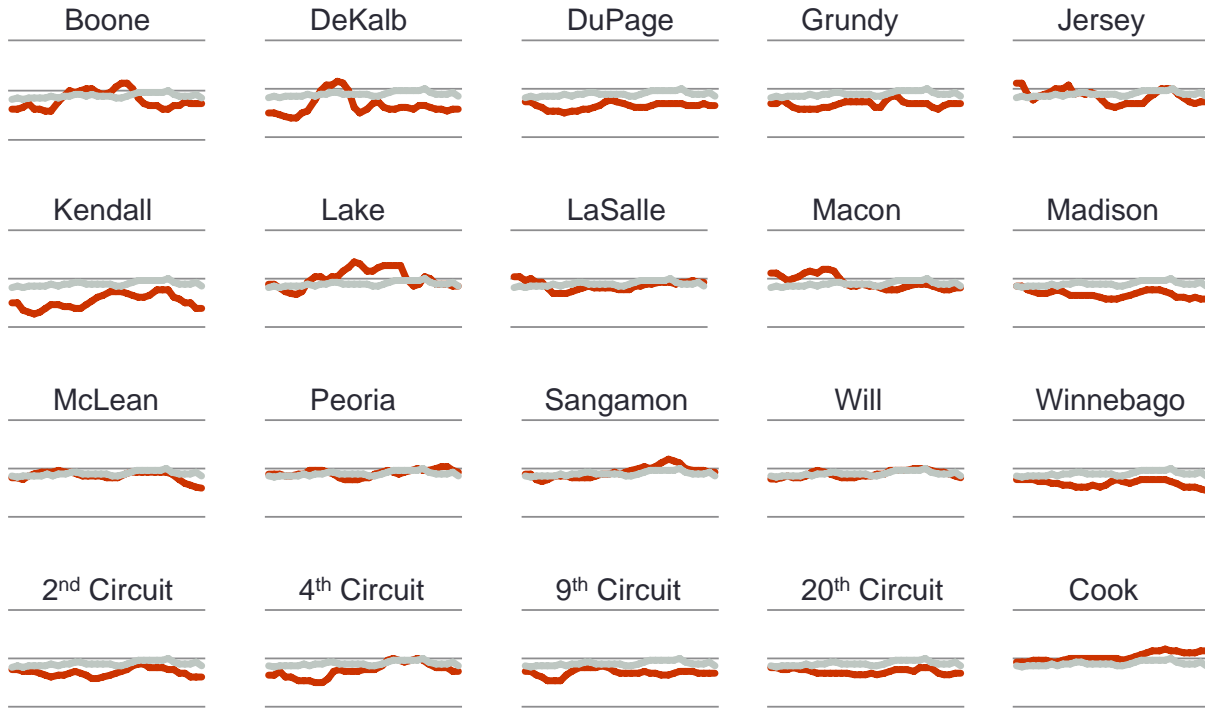 Boone DeKalb DuPage Grundy Jersey
Kendall Lake LaSalle Macon Madison
McLean Peoria Sangamon Will Winnebago
2nd Circuit 4th Circuit 9th Circuit 20th Circuit Cook